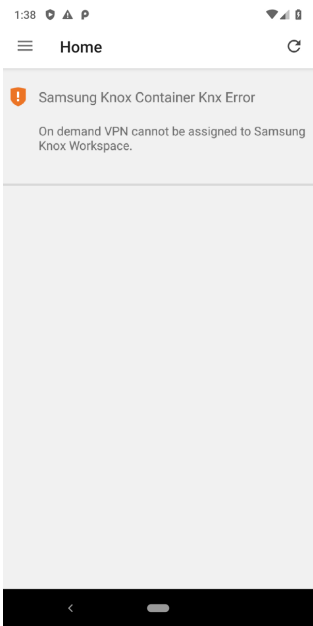 1:38
Home
Samsung Knox Container Knx Error
On demand VPN cannot be assigned to Samsung
Knox Workspace.